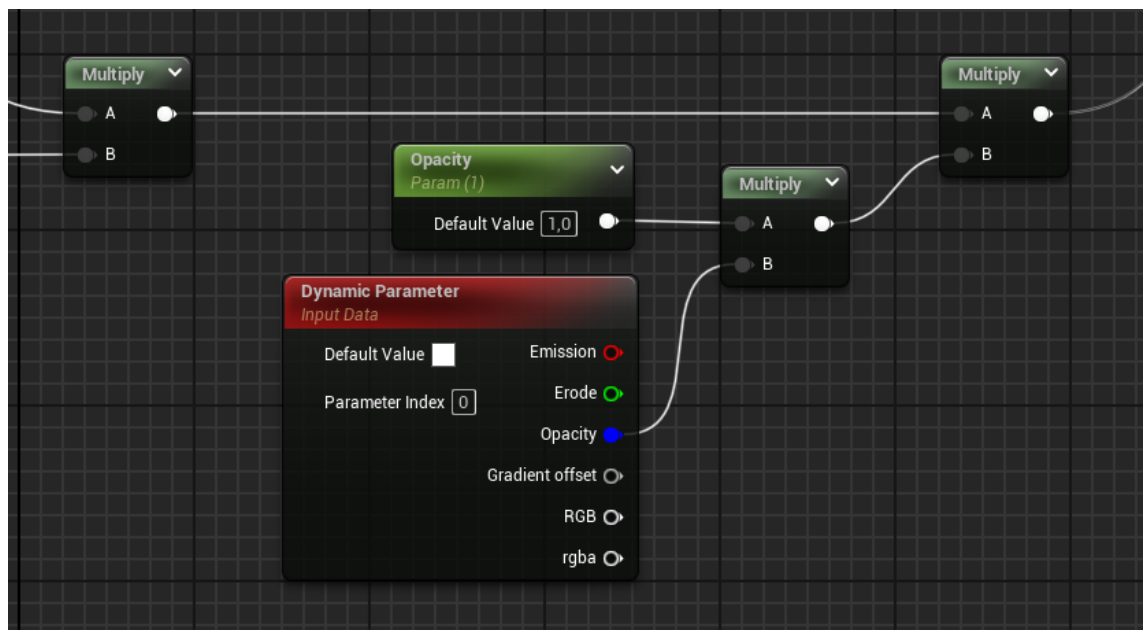 Multiply
A
B
Opacity
Param (1)
Default Value 1,0
Multiply
A
B
Multiply
A
B
Dynamic Parameter
Input Data
Default Value
Emission
Parameter Index 0
Erode
Opacity
Gradient offset
RGB
rgba